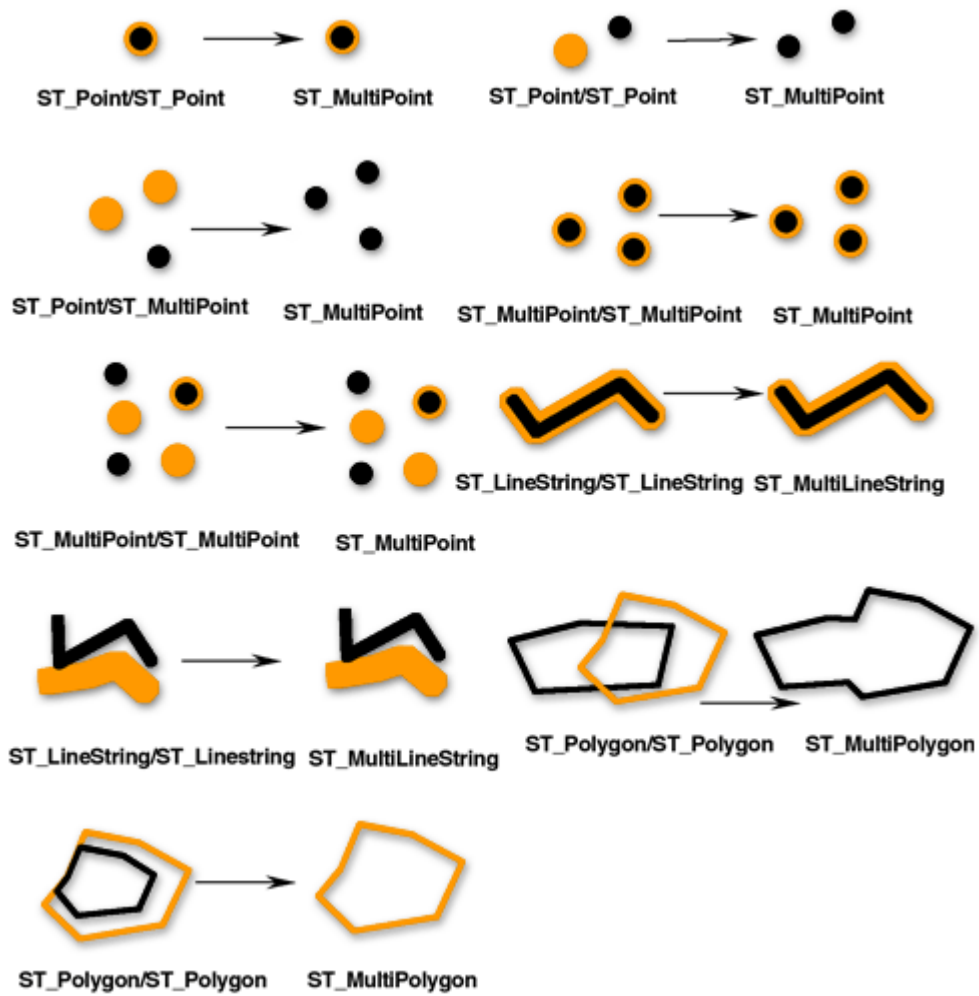 ST_Point/ST_Point
ST_MultiPoint
ST_Point/ST_Point
ST_MultiPoint
ST_Point/ST_MultiPoint
ST_MultiPoint
ST_MultiPoint/ST_MultiPoint
ST_MultiPoint
ST_MultiPoint/ST_MultiPoint
ST_MultiPoint
ST_LineString/ST_LineString
ST_MultiLineString
ST_LineString/ST_Linestring
ST_MultiLineString
ST_Polygon/ST_Polygon
ST_MultiPolygon
ST_Polygon/ST_Polygon
ST_MultiPolygon